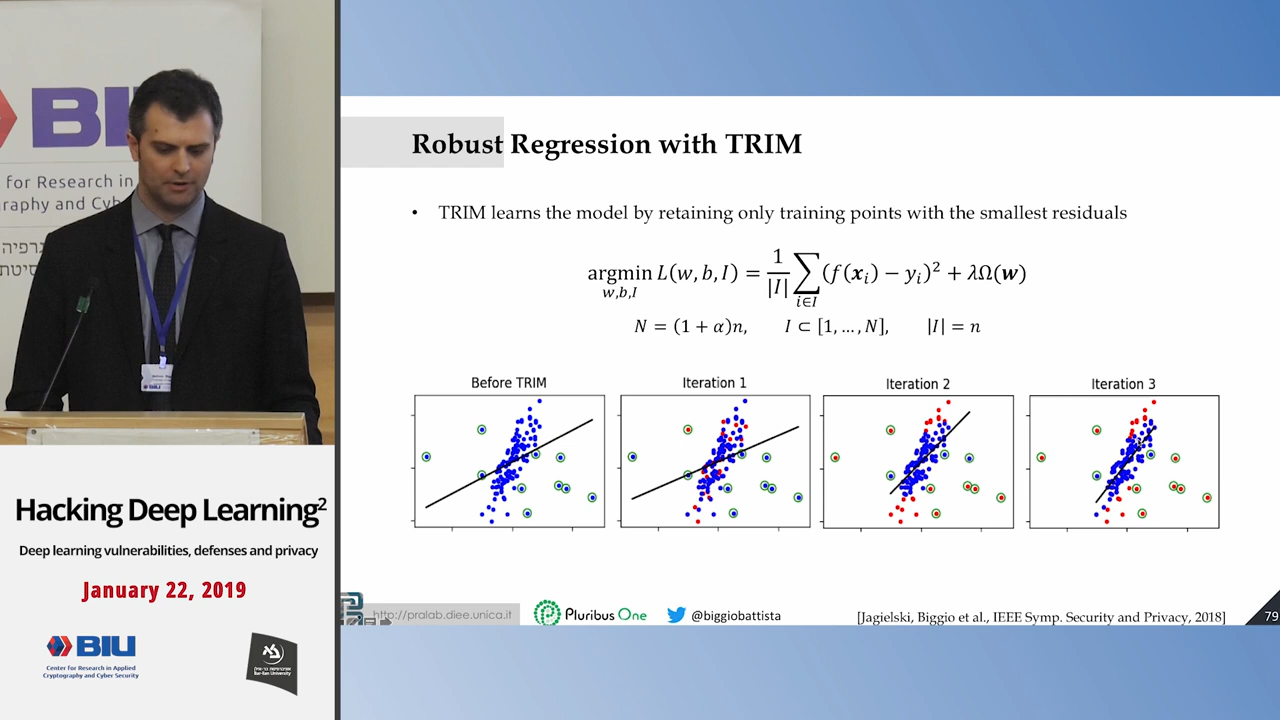 BIU
for Research in
graphy and Cyb
Hacking Deep Learning²
Deep learning vulnerabilities, defenses and privacy
January 22, 2019
BIU
Center for Research in Applied
Cryptography and Cyber Security
Bar-Ilan University
Robust Regression with TRIM
• TRIM learns the model by retaining only training points with the smallest residuals
argmin L(w, b, I) = 1/|I| ∑ (f(𝒙ᵢ) − yᵢ)² + λΩ(𝒘)
w,b,I i∈I
N = (1 + α)n, I ⊂ [1, … , N], |I| = n
Before TRIM Iteration 1 Iteration 2 Iteration 3
http://pralab.diee.unica.it Pluribus One @biggiobattista [Jagielski, Biggio et al., IEEE Symp. Security and Privacy, 2018] 79